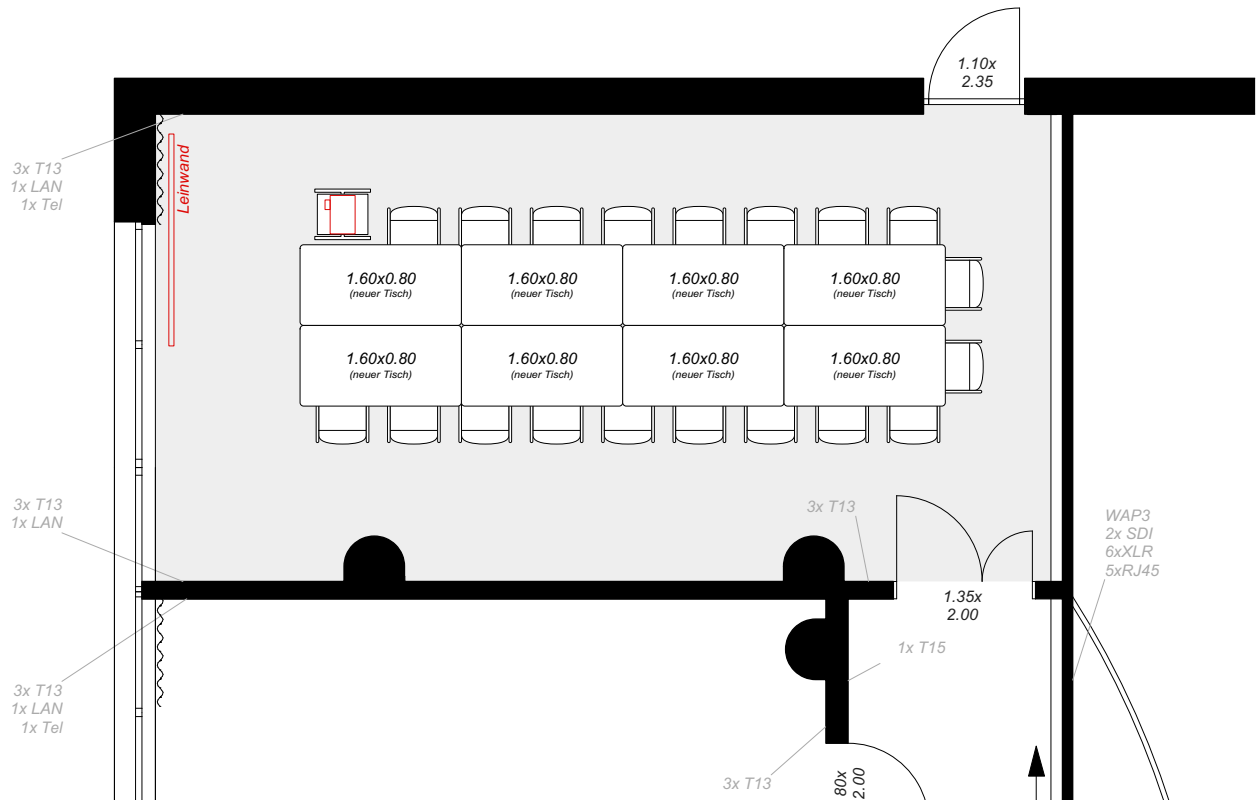 1.10x
2.35
3x T13
1x LAN
1x Tel
Leinwand
1.60x0.80
(neuer Tisch)
1.60x0.80
(neuer Tisch)
1.60x0.80
(neuer Tisch)
1.60x0.80
(neuer Tisch)
1.60x0.80
(neuer Tisch)
1.60x0.80
(neuer Tisch)
1.60x0.80
(neuer Tisch)
1.60x0.80
(neuer Tisch)
3x T13
1x LAN
3x T13
WAP3
2x SDI
6xXLR
5xRJ45
1.35x
2.00
1x T15
3x T13
1x LAN
1x Tel
3x T13
80x
2.00